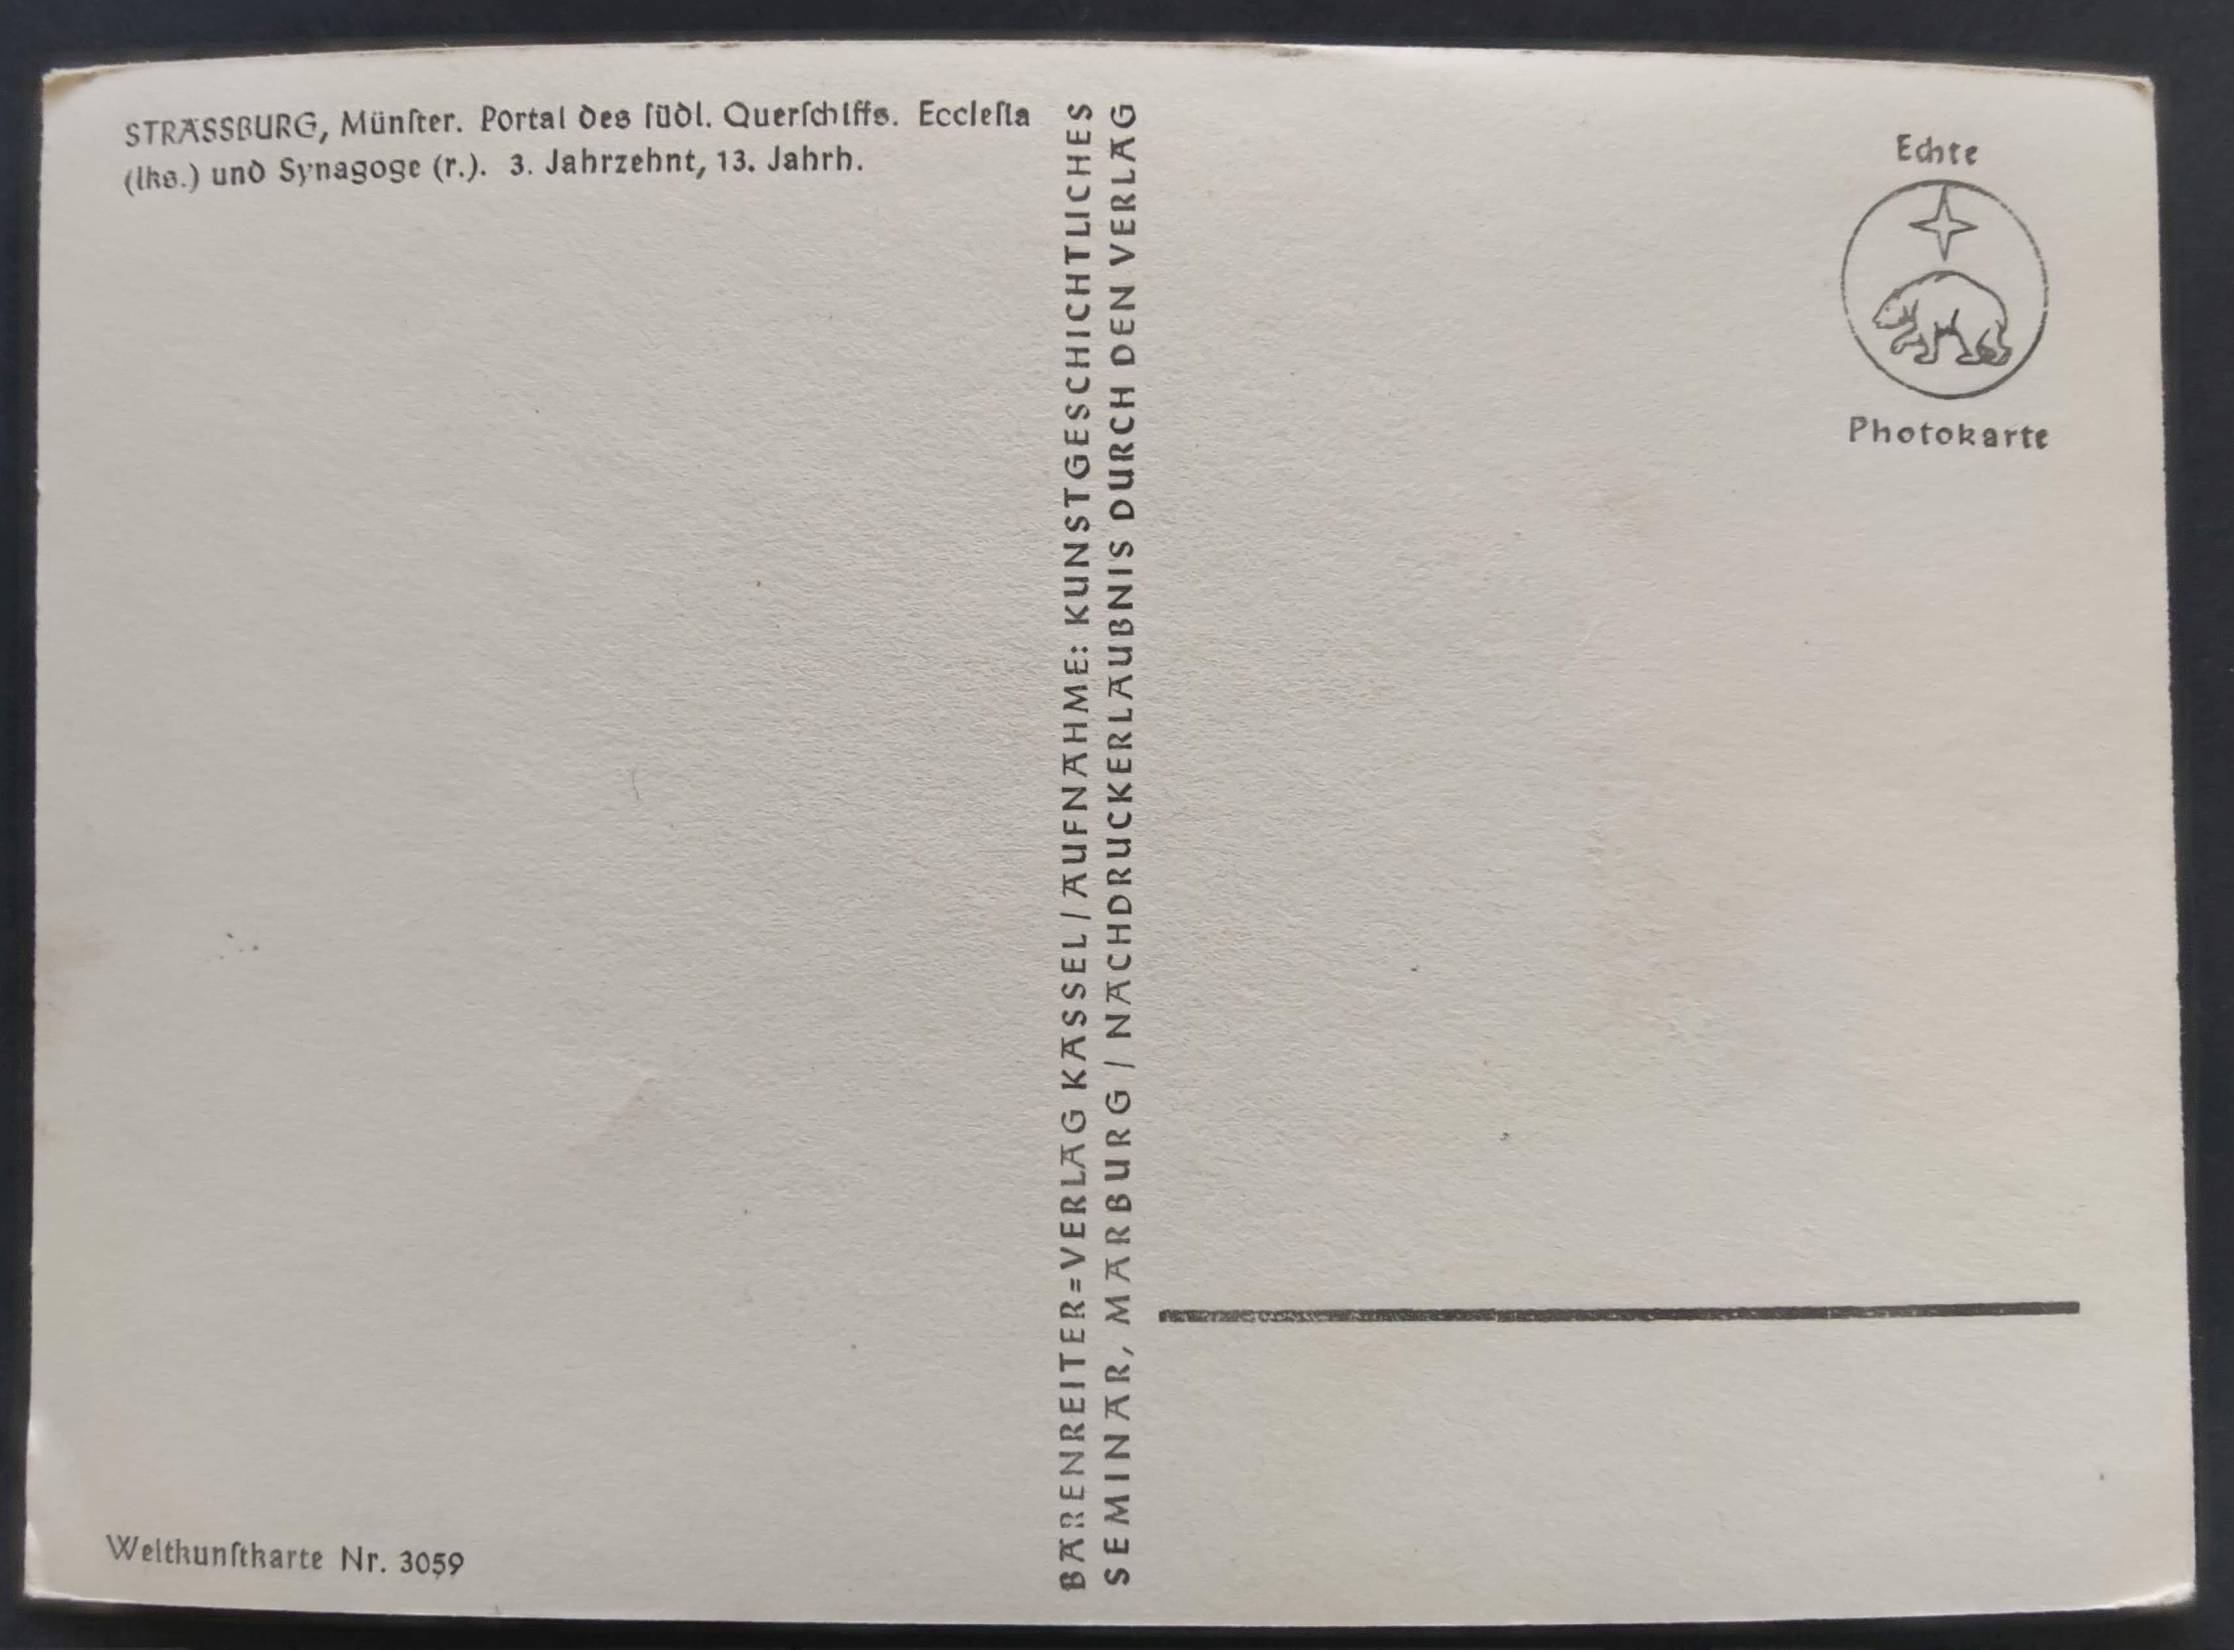 STRASSBURG, Münſter. Portal des ſüdl. Querſchiffs. Eccleſia
(lks.) und Synagoge (r.). 3. Jahrzehnt, 13. Jahrh.
Weltkunſtkarte Nr. 3059
BÄRENREITER=VERLAG KASSEL / AUFNAHME: KUNSTGESCHICHTLICHES
SEMINAR, MARBURG / NACHDRUCKERLAUBNIS DURCH DEN VERLAG
Echte
Photokarte